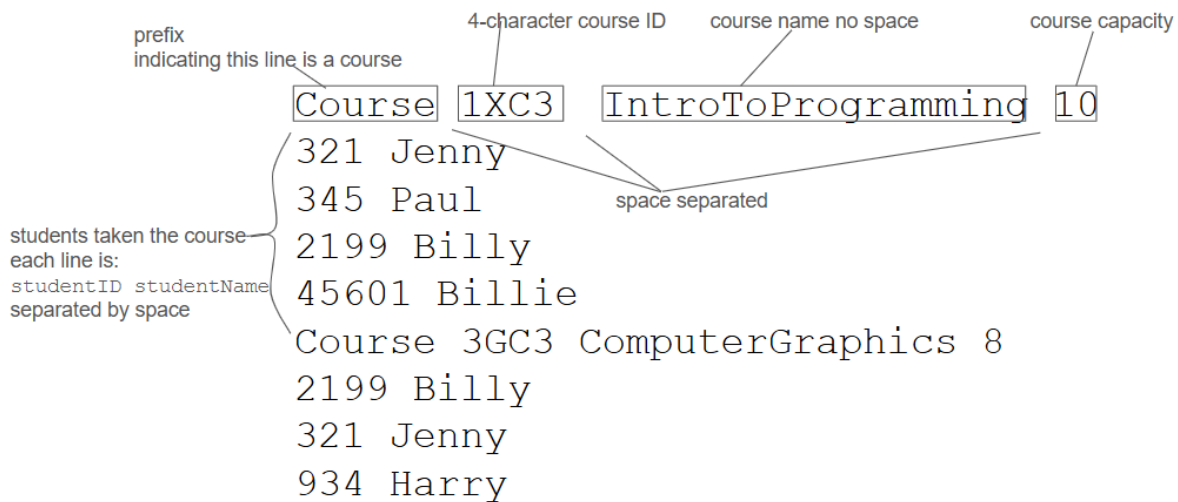 4-character course ID
course name no space
course capacity
prefix
indicating this line is a course
Course 1XC3 IntroToProgramming 10
321 Jenny
345 Paul
space separated
2199 Billy
students taken the course
each line is:
studentID studentName
separated by space
45601 Billie
Course 3GC3 ComputerGraphics 8
2199 Billy
321 Jenny
934 Harry